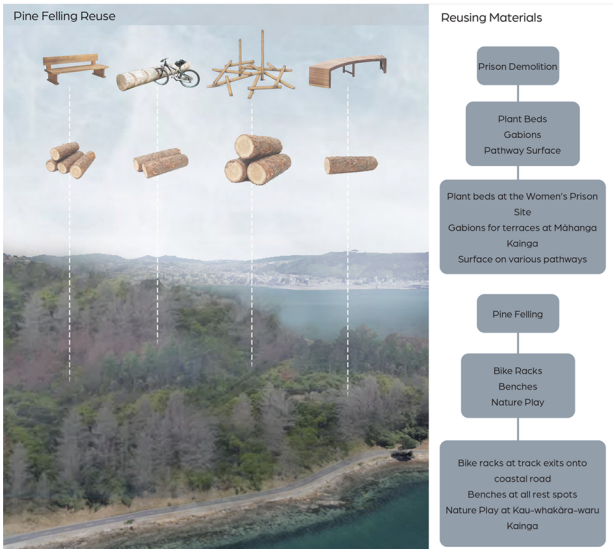 Pine Felling Reuse
Reusing Materials
Prison Demolition
Plant Beds
Gabions
Pathway Surface
Plant beds at the Women's Prison
Site
Gabions for terraces at Māhanga
Kainga
Surface on various pathways
Pine Felling
Bike Racks
Benches
Nature Play
Bike racks at track exits onto
coastal road
Benches at all rest spots
Nature Play at Kau-whakāra-waru
Kainga